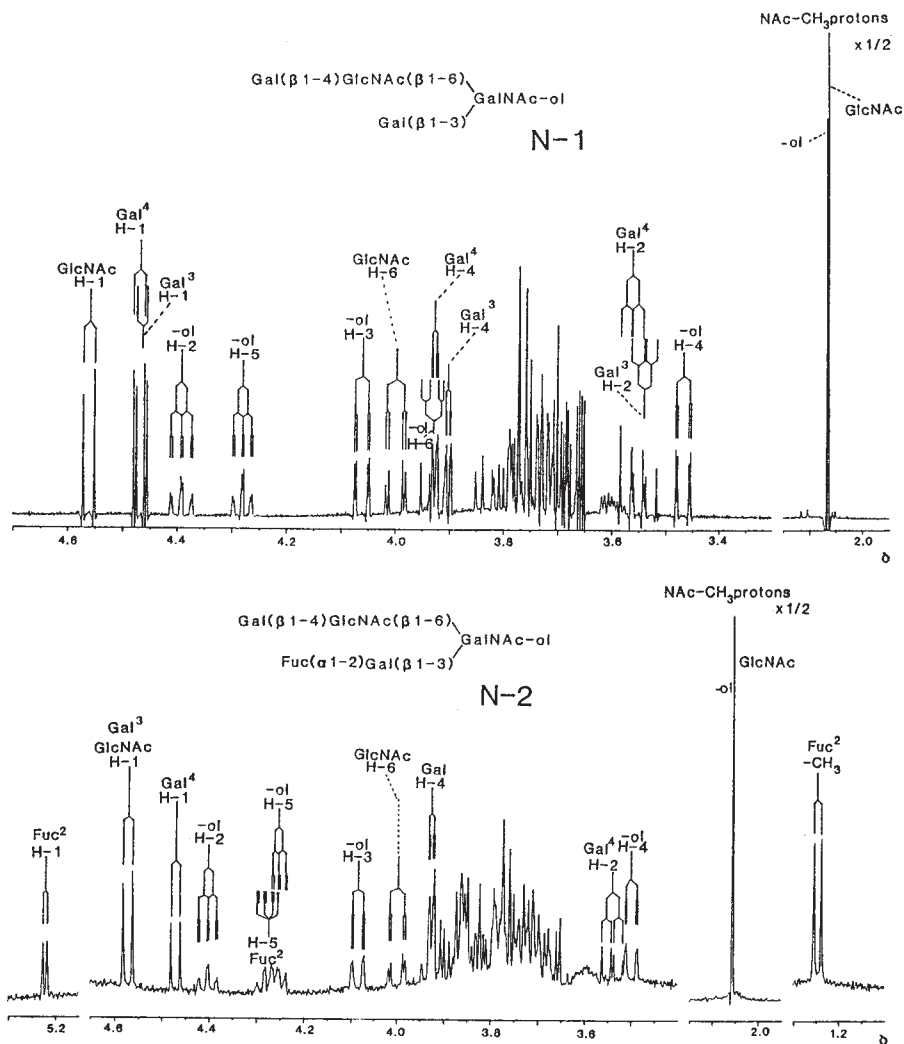 NAc-CH3protons
x1/2
Gal(β1-4)GlcNAc(β1-6)
GalNAc-ol
Gal(β1-3)
N-1
GlcNAc
-ol
Gal4
H-1
GlcNAc
H-1
Gal3
H-1
-ol
H-2
-ol
H-5
-ol
H-3
GlcNAc
H-6
Gal4
H-4
Gal3
H-4
-ol
H-6
Gal4
H-2
Gal3
H-2
-ol
H-4
4.6 4.4 4.2 4.0 3.8 3.6 3.4 2.0
δ
NAc-CH3protons
x1/2
Gal(β1-4)GlcNAc(β1-6)
GalNAc-ol
Fuc(α1-2)Gal(β1-3)
N-2
GlcNAc
-ol
Fuc2
H-1
Gal3
GlcNAc
H-1
Gal4
H-1
-ol
H-2
-ol
H-5
H-5
Fuc2
-ol
H-3
GlcNAc
H-6
Gal
H-4
Gal4
H-2
-ol
H-4
Fuc2
-CH3
5.2 4.6 4.4 4.2 4.0 3.8 3.6 2.0 1.2
δ